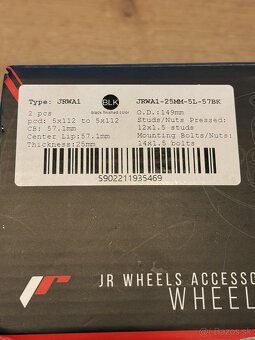 Type: JRWA1
BLK
black finished color
JRWA1-25MM-5L-57BK
2 pcs
pcd: 5x112 to 5x112
CB: 57.1mm
Center Lip:57.1mm
Thickness:25mm
O.D.:149mm
Studs/Nuts Pressed:
12x1.5 studs
Mounting Bolts/Nuts:
14x1.5 bolts
5902211935469
JR WHEELS ACCESSO
WHEEL
bazos.sk